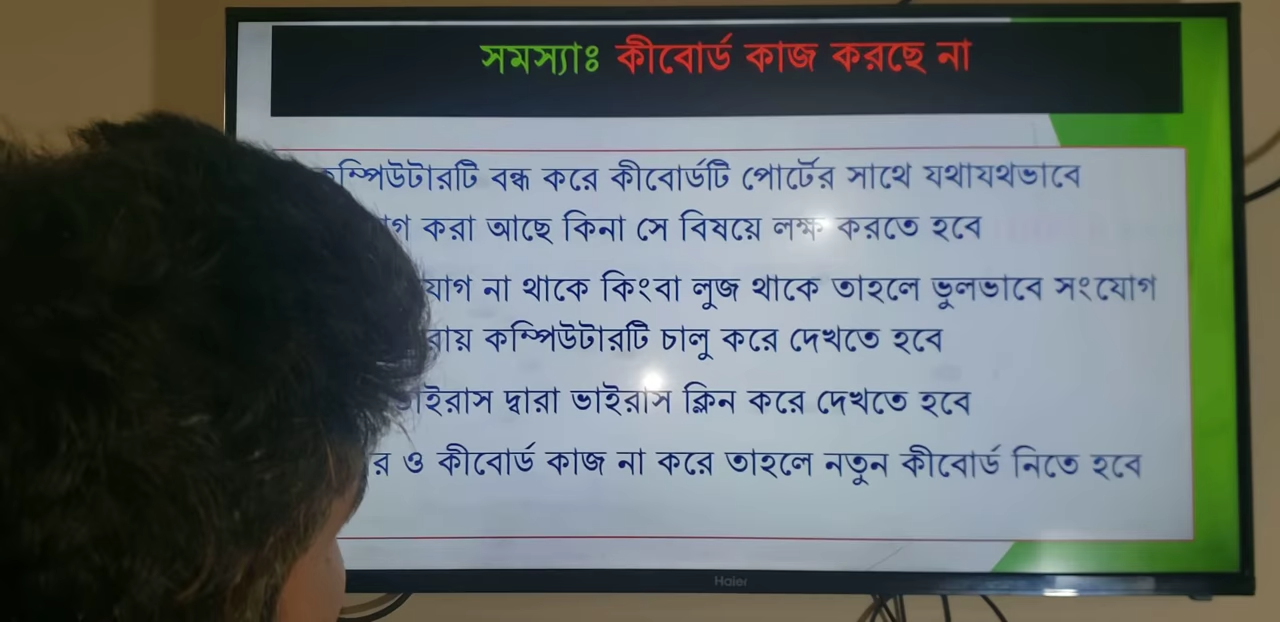 সমস্যাঃ কীবোর্ড কাজ করছে না
কম্পিউটারটি বন্ধ করে কীবোর্ডটি পোর্টের সাথে যথাযথভাবে
করা আছে কিনা সে বিষয়ে লক্ষ করতে হবে
না থাকে কিংবা লুজ থাকে তাহলে ভুলভাবে সংযোগ
কম্পিউটারটি চালু করে দেখতে হবে
দ্বারা ভাইরাস ক্লিন করে দেখতে হবে
ও কীবোর্ড কাজ না করে তাহলে নতুন কীবোর্ড নিতে হবে
Haier